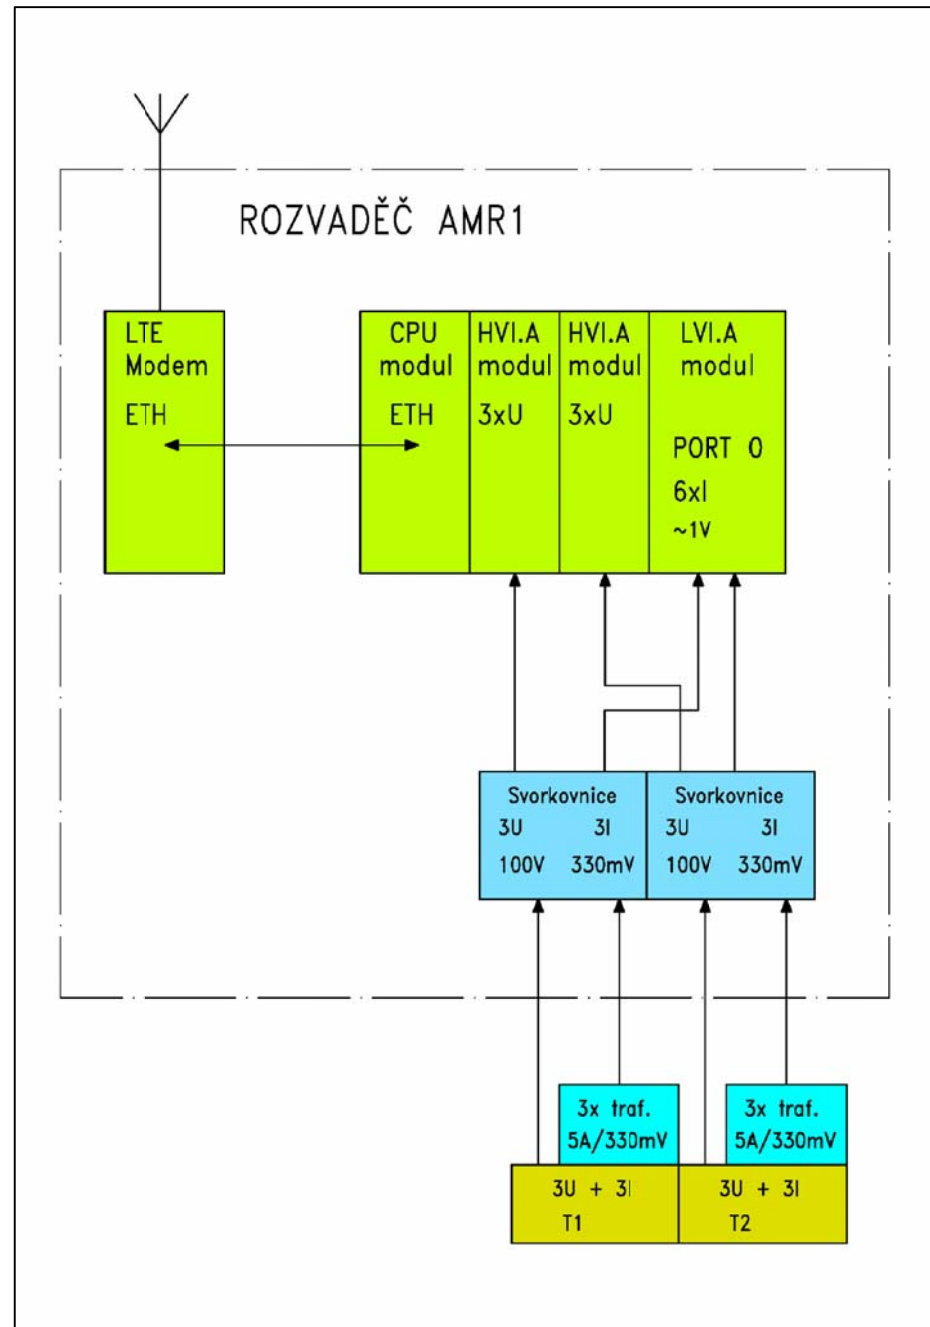 ROZVADĚČ AMR1
LTE
Modem
ETH
CPU
modul
ETH
HVI.A
modul
3xU
HVI.A
modul
3xU
LVI.A
modul
PORT 0
6xI
~1V
Svorkovnice
3U 3I
100V 330mV
Svorkovnice
3U 3I
100V 330mV
3x traf.
5A/330mV
3x traf.
5A/330mV
3U + 3I
T1
3U + 3I
T2